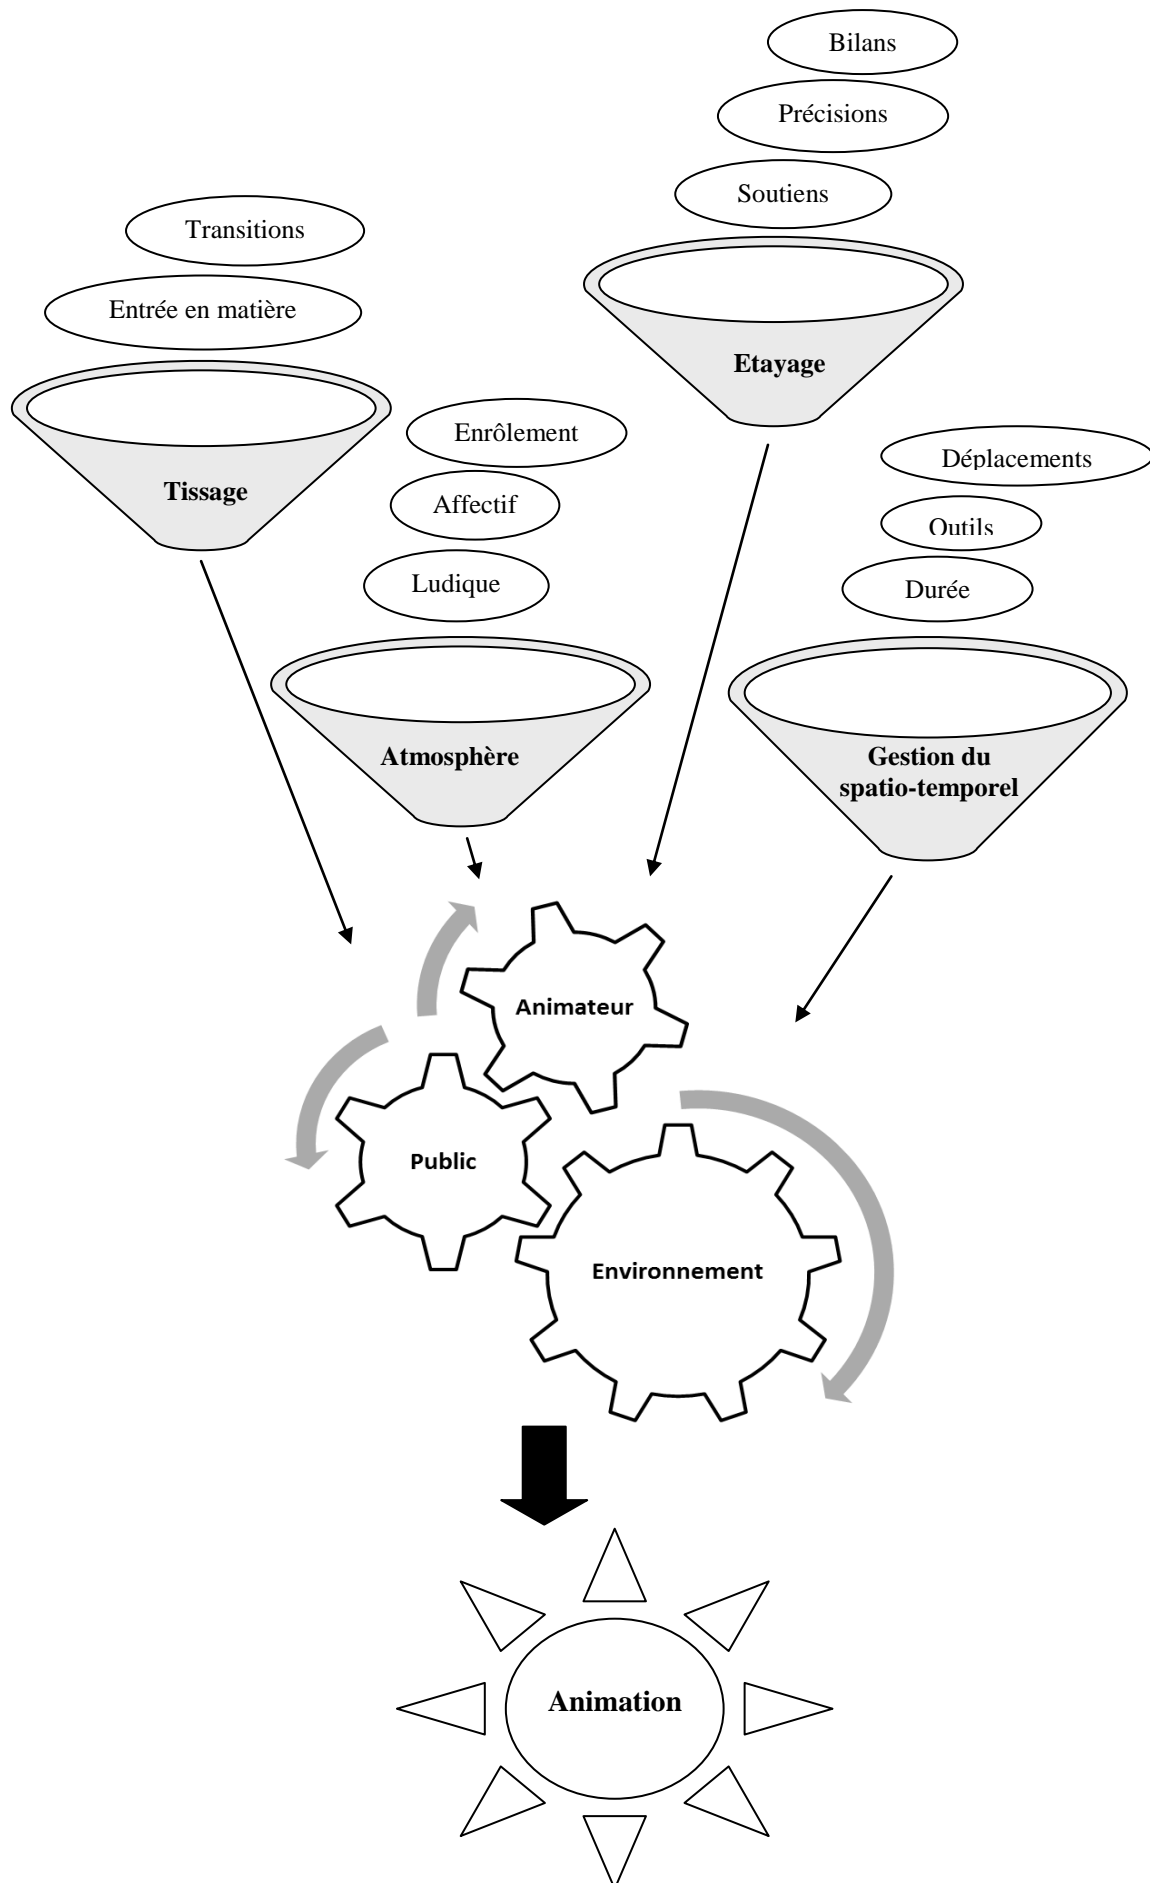 Bilans
Précisions
Soutiens
Etayage
Transitions
Entrée en matière
Tissage
Enrôlement
Affectif
Ludique
Atmosphère
Déplacements
Outils
Durée
Gestion du
spatio-temporel
Animateur
Public
Environnement
Animation